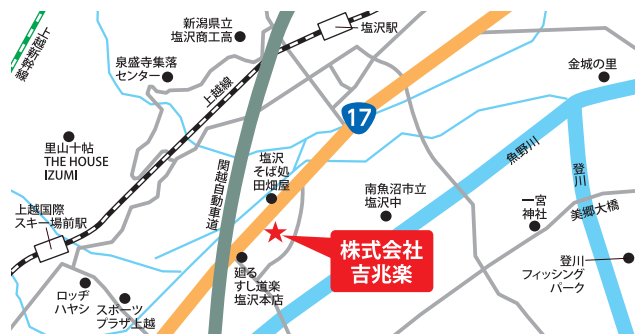 上越新幹線
新潟県立
塩沢商工高
塩沢駅
泉盛寺集落
センター
上越線
金城の里
17
里山十帖
THE HOUSE
IZUMI
関越自動車道
塩沢
そば処
田畑屋
魚野川
登川
南魚沼市立
塩沢中
一宮
神社
美郷大橋
上越国際
スキー場前駅
株式会社
吉兆楽
廻る
すし道楽
塩沢本店
登川
フィッシング
パーク
ロッヂ
ハヤシ
スポーツ
プラザ上越